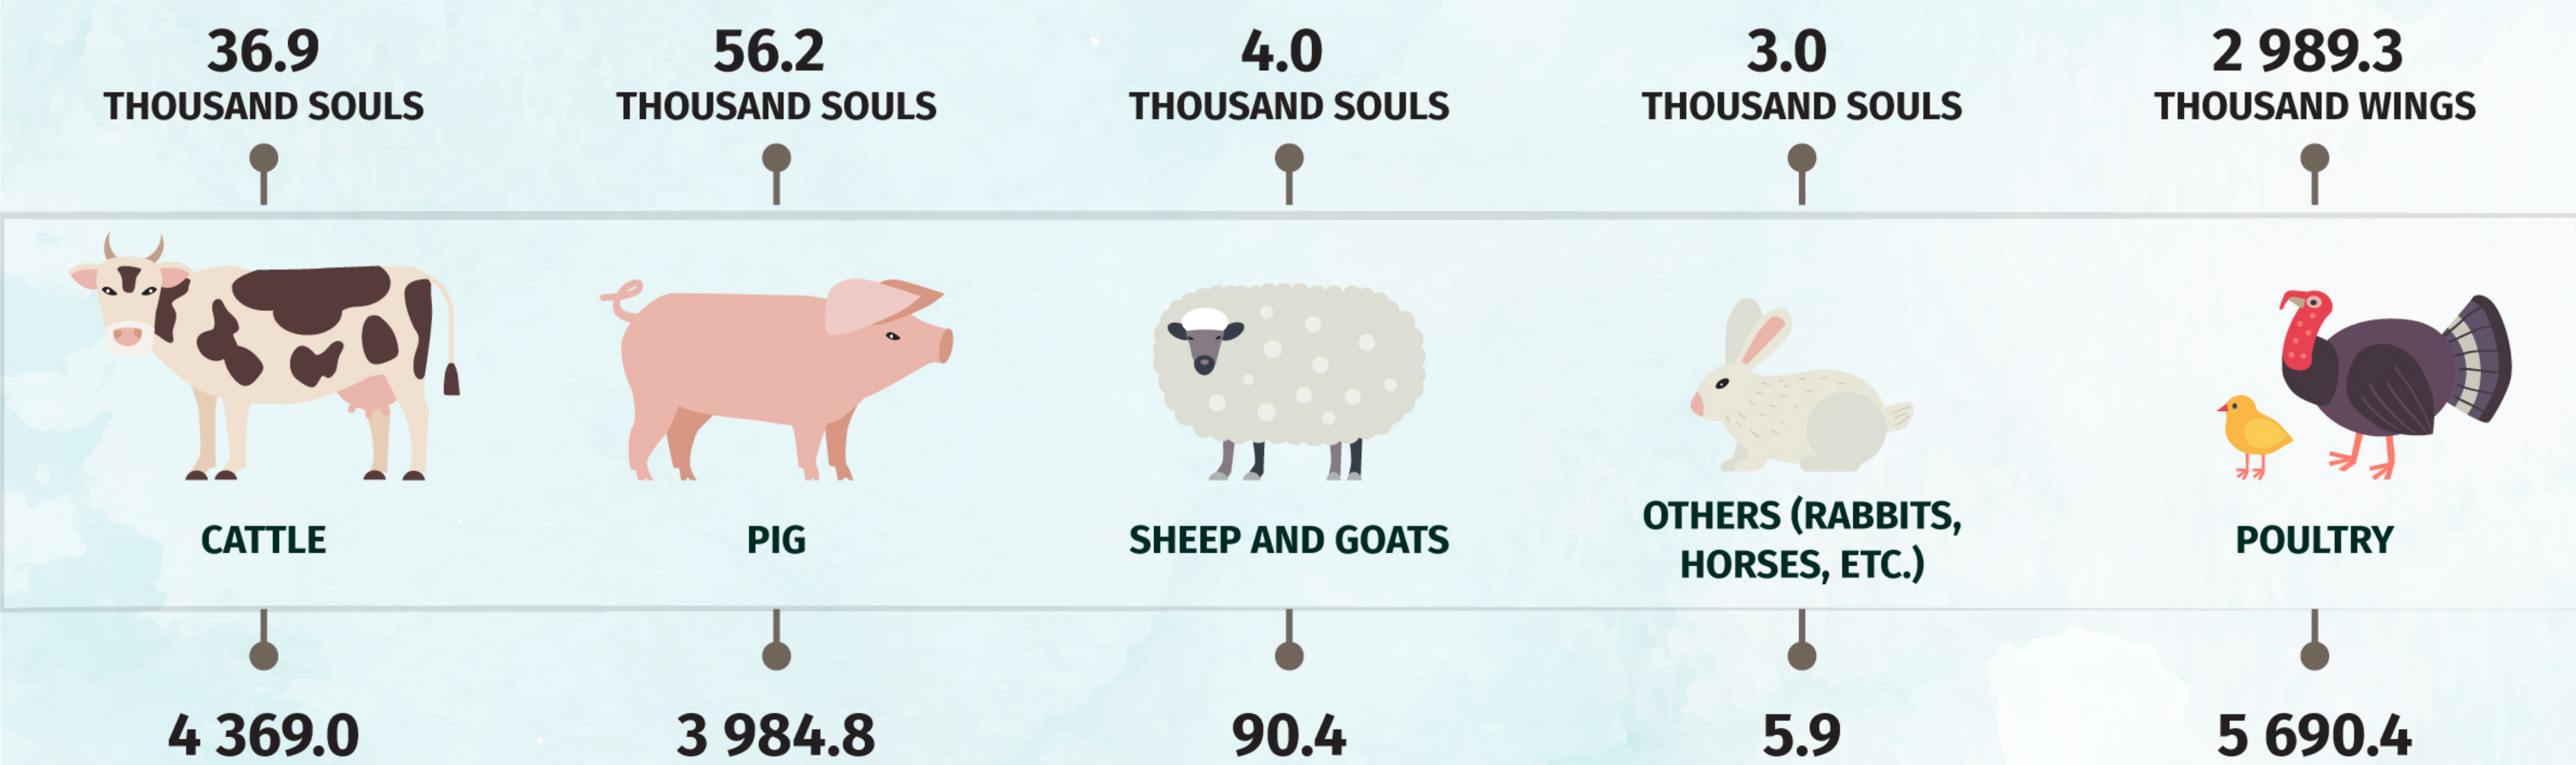 36.9
THOUSAND SOULS
56.2
THOUSAND SOULS
4.0
THOUSAND SOULS
3.0
THOUSAND SOULS
2 989.3
THOUSAND WINGS
CATTLE
PIG
SHEEP AND GOATS
OTHERS (RABBITS,
HORSES, ETC.)
POULTRY
4 369.0
3 984.8
90.4
5.9
5 690.4